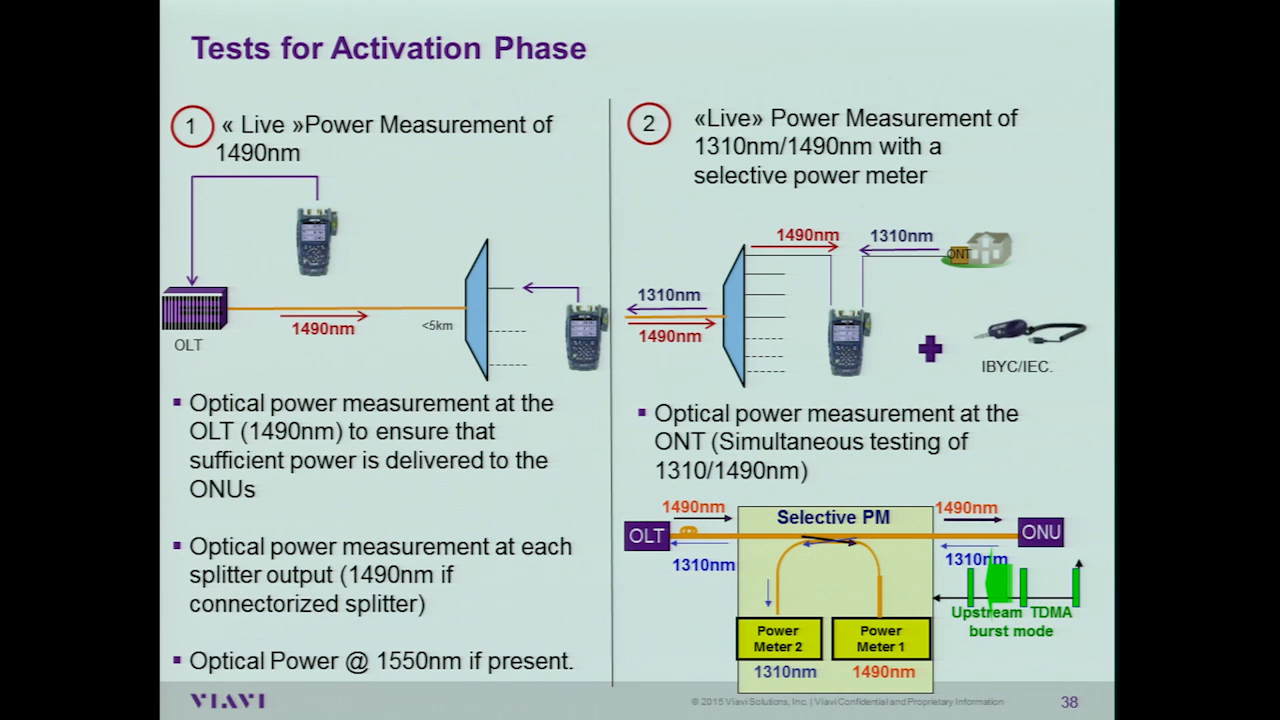 Tests for Activation Phase
1
« Live »Power Measurement of
1490nm
OLT
1490nm
<5km
Optical power measurement at the
OLT (1490nm) to ensure that
sufficient power is delivered to the
ONUs
Optical power measurement at each
splitter output (1490nm if
connectorized splitter)
Optical Power @ 1550nm if present.
2
«Live» Power Measurement of
1310nm/1490nm with a
selective power meter
1490nm
1310nm
ONT
1310nm
1490nm
IBYC/IEC.
Optical power measurement at the
ONT (Simultaneous testing of
1310/1490nm)
1490nm
Selective PM
1490nm
OLT
ONU
1310nm
1310nm
Upstream TDMA
burst mode
Power
Meter 2
Power
Meter 1
1310nm
1490nm
VIAVI
© 2015 Viavi Solutions, Inc. | Viavi Confidential and Proprietary Information
38